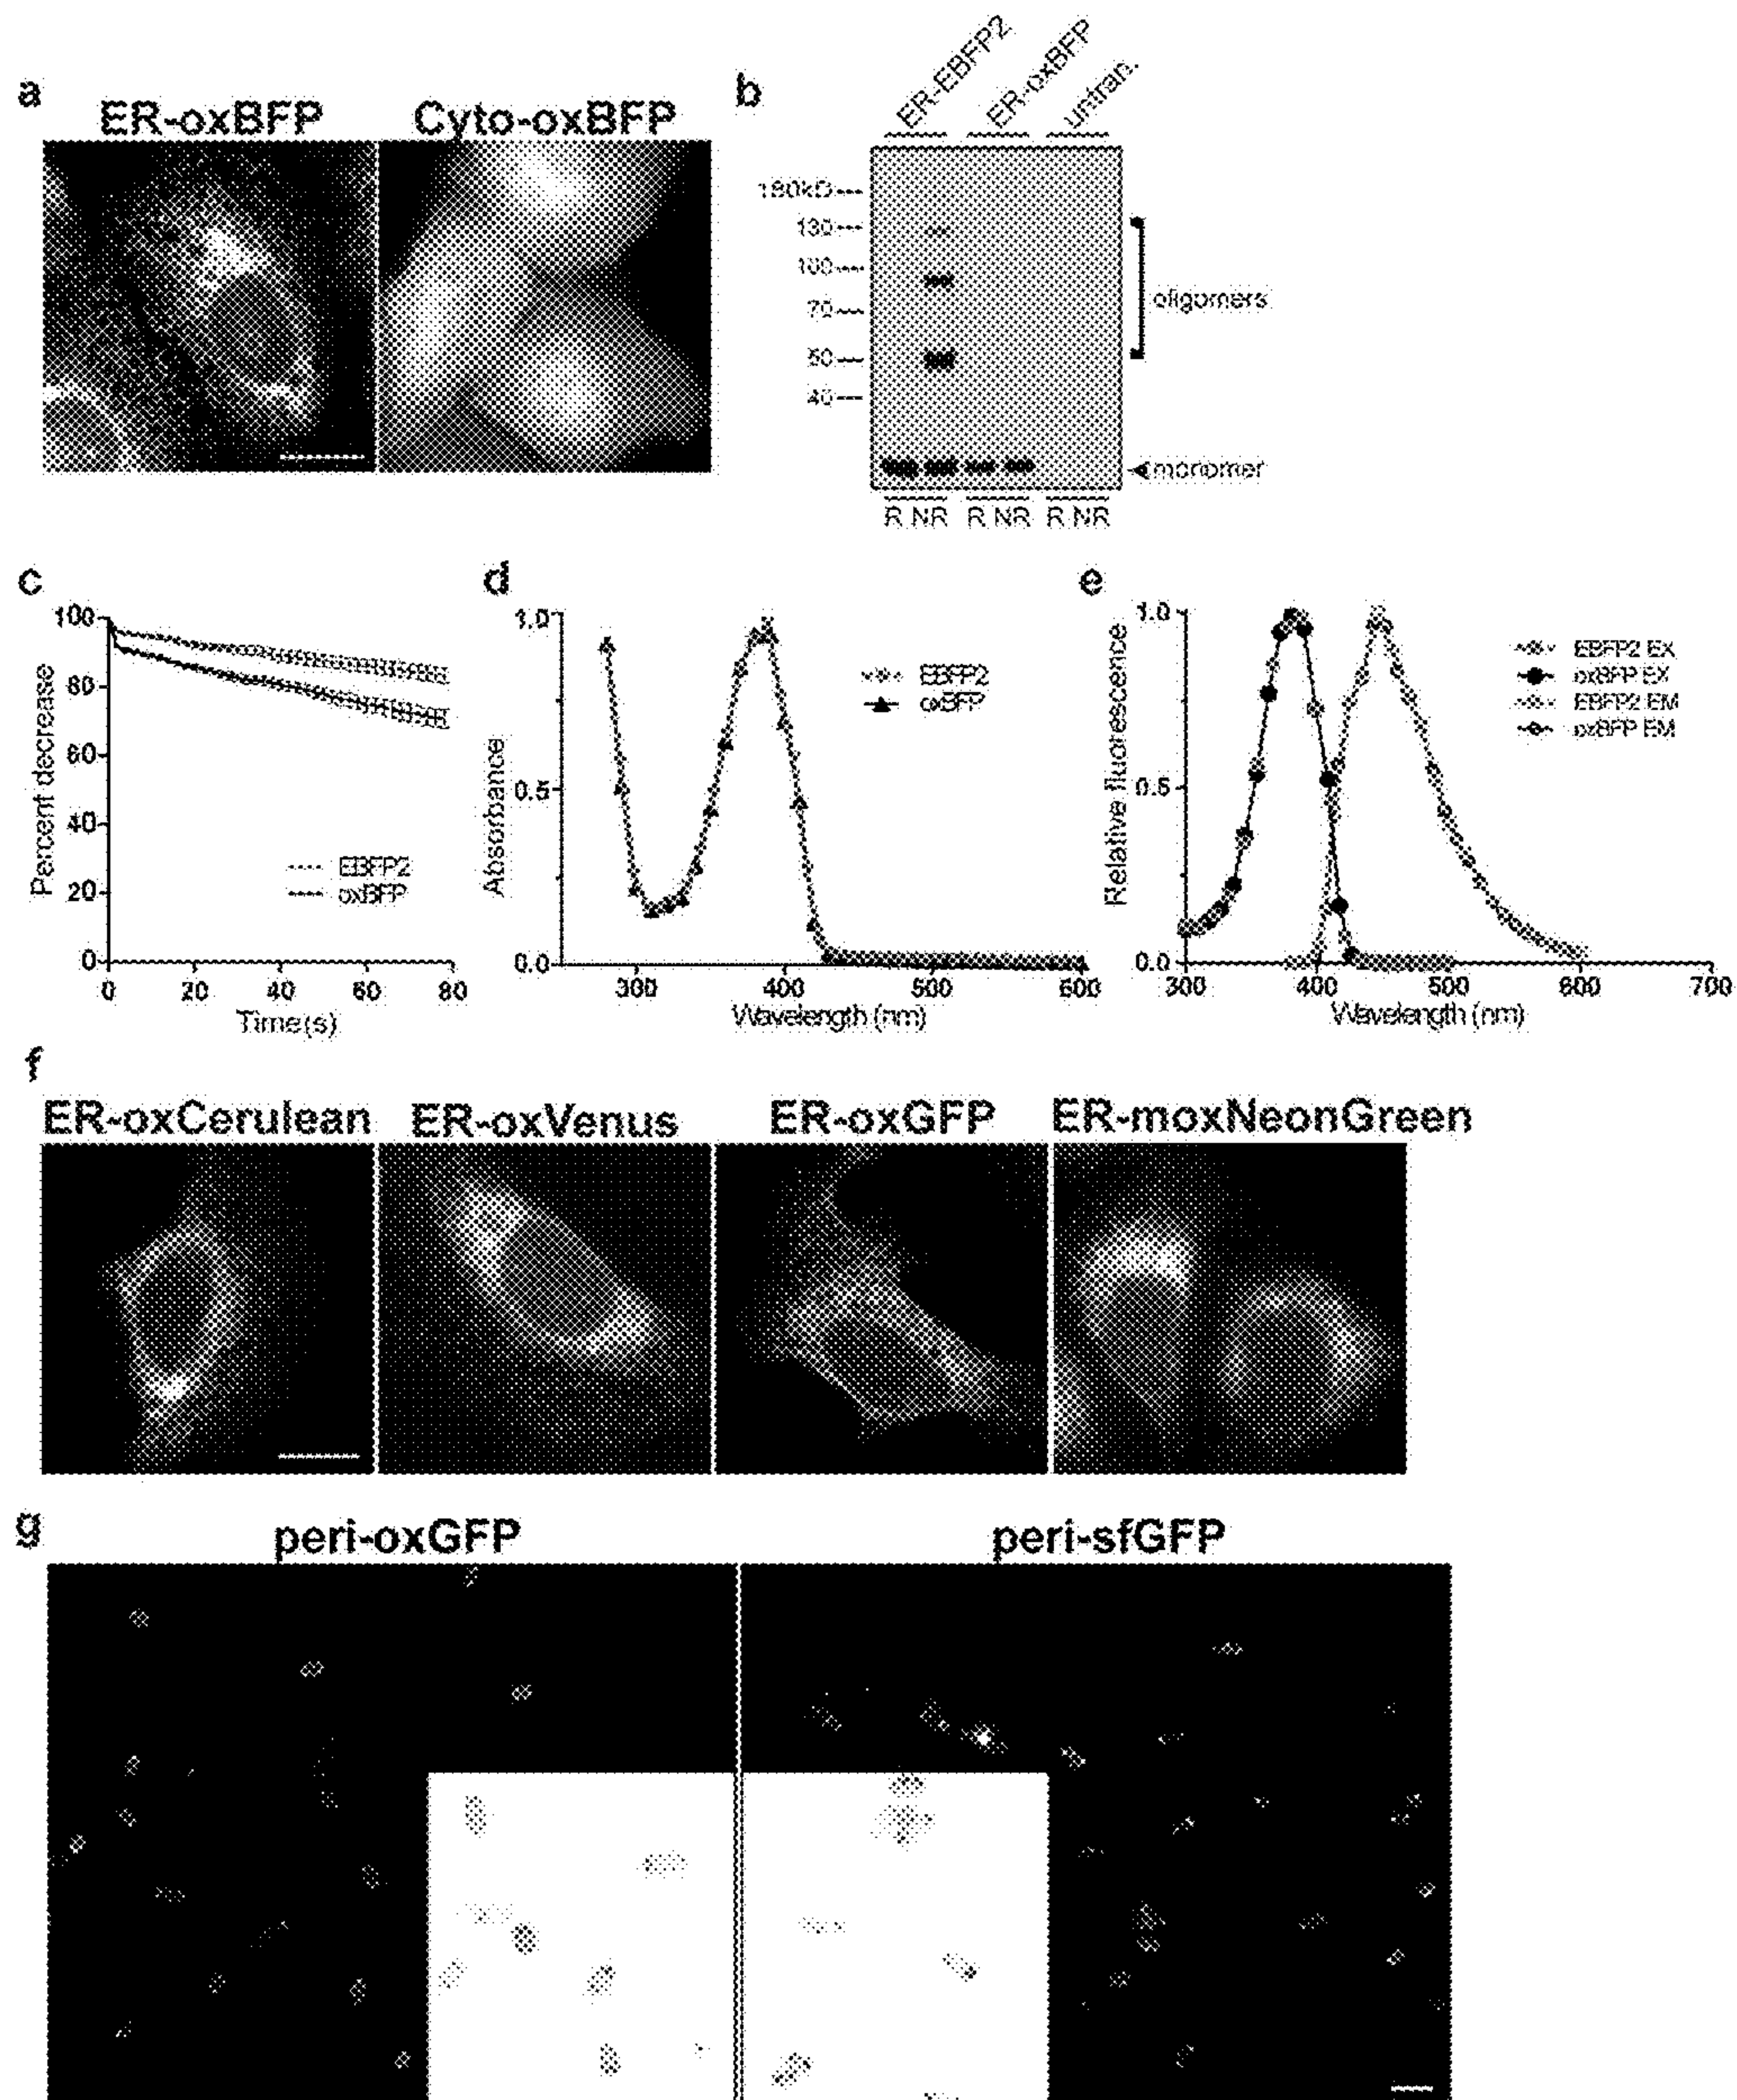 a
ER-oxBFP Cyto-oxBFP
b
ER-EBFP2 ER-oxBFP untran.
180kD
130
100
70
50
40
oligomers
monomer
R NR R NR R NR
c
Percent decrease
100
80
60
40
20
0
EBFP2
oxBFP
0 20 40 60 80
Time (s)
d
Absorbance
1.0
0.5
0.0
EBFP2
oxBFP
300 400 500 600
Wavelength (nm)
e
Relative fluorescence
1.0
0.5
0.0
EBFP2 EX
oxBFP EX
EBFP2 EM
oxBFP EM
300 400 500 600 700
Wavelength (nm)
f
ER-oxCerulean ER-oxVenus ER-oxGFP ER-moxNeonGreen
g
peri-oxGFP peri-sfGFP